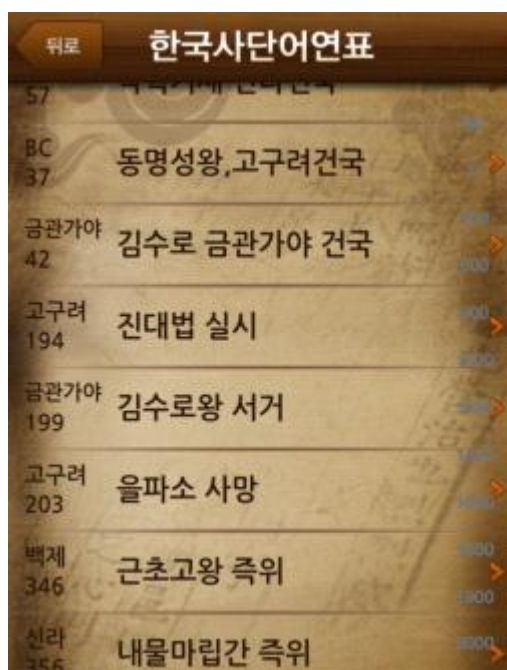 뒤로
한국사단어연표
57
BC
37
동명성왕,고구려건국
금관가야
42
김수로 금관가야 건국
고구려
194
진대법 실시
금관가야
199
김수로왕 서거
고구려
203
을파소 사망
백제
346
근초고왕 즉위
1900
신라
356
내물마립간 즉위